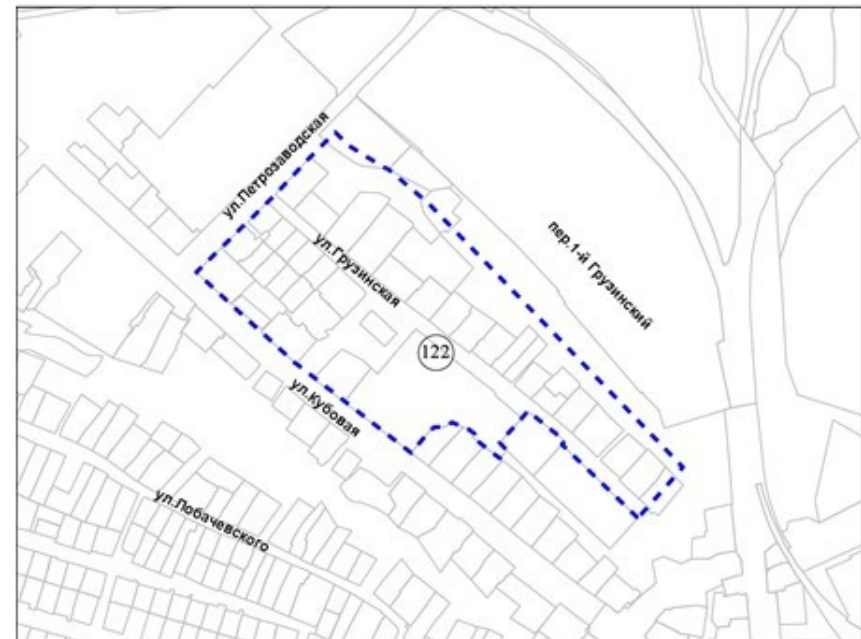 ул.Петрозаводская
ул.Грузинская
пер.1-й Грузинский
122
ул.Кубовая
ул.Лобачевского